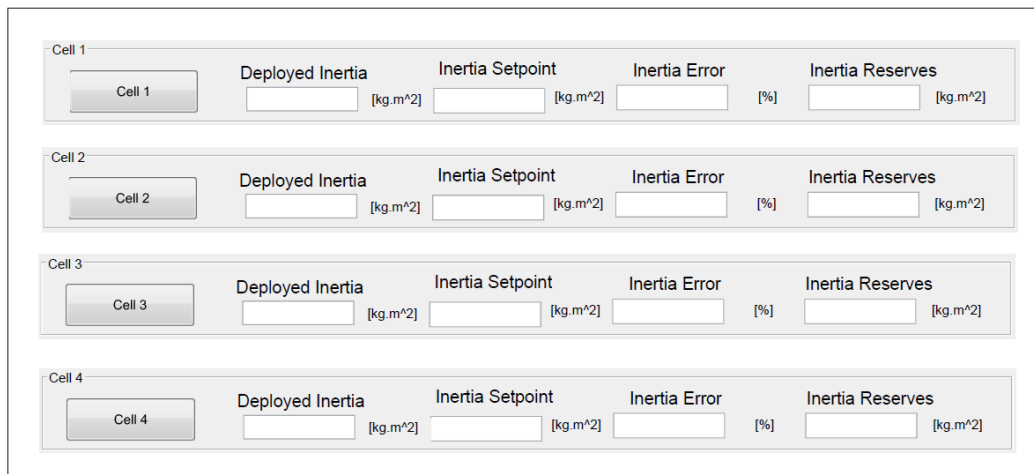 Cell 1
Cell 1
Deployed Inertia
[kg.m^2]
Inertia Setpoint
[kg.m^2]
Inertia Error
[%]
Inertia Reserves
[kg.m^2]
Cell 2
Cell 2
Deployed Inertia
[kg.m^2]
Inertia Setpoint
[kg.m^2]
Inertia Error
[%]
Inertia Reserves
[kg.m^2]
Cell 3
Cell 3
Deployed Inertia
[kg.m^2]
Inertia Setpoint
[kg.m^2]
Inertia Error
[%]
Inertia Reserves
[kg.m^2]
Cell 4
Cell 4
Deployed Inertia
[kg.m^2]
Inertia Setpoint
[kg.m^2]
Inertia Error
[%]
Inertia Reserves
[kg.m^2]